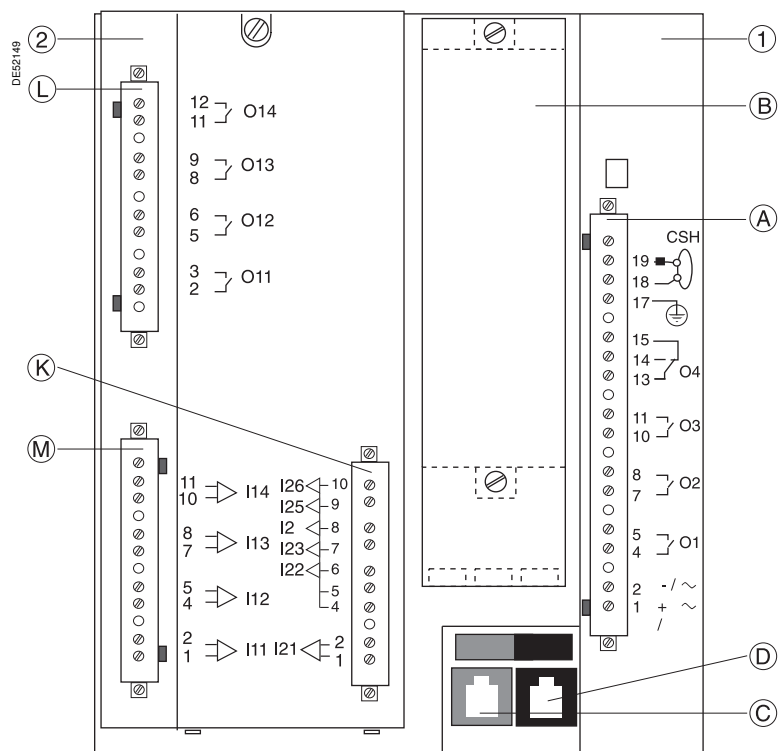 DE52149
2
1
L
B
A
K
M
D
C
12
11
O14
9
8
O13
6
5
O12
3
2
O11
CSH
19
18
17
15
14
13
O4
11
10
O3
8
7
O2
5
4
O1
2 - / ~
1 + ~
/
11
10
I14
8
7
I13
5
4
I12
2
1
I11
I26 10
I25 9
I2 8
I23 7
I22 6
5
4
I21 2
1